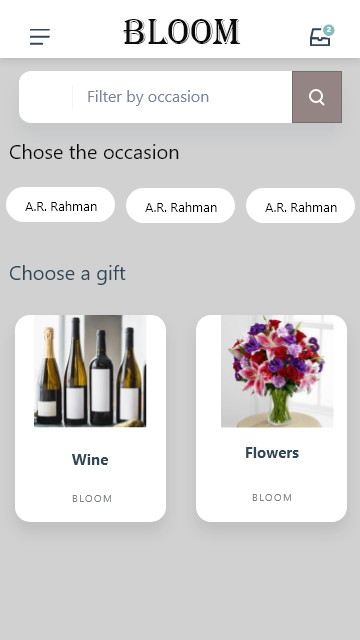 BLOOM
2
Filter by occasion
Chose the occasion
A.R. Rahman A.R. Rahman A.R. Rahman
Choose a gift
Wine Flowers
BLOOM BLOOM